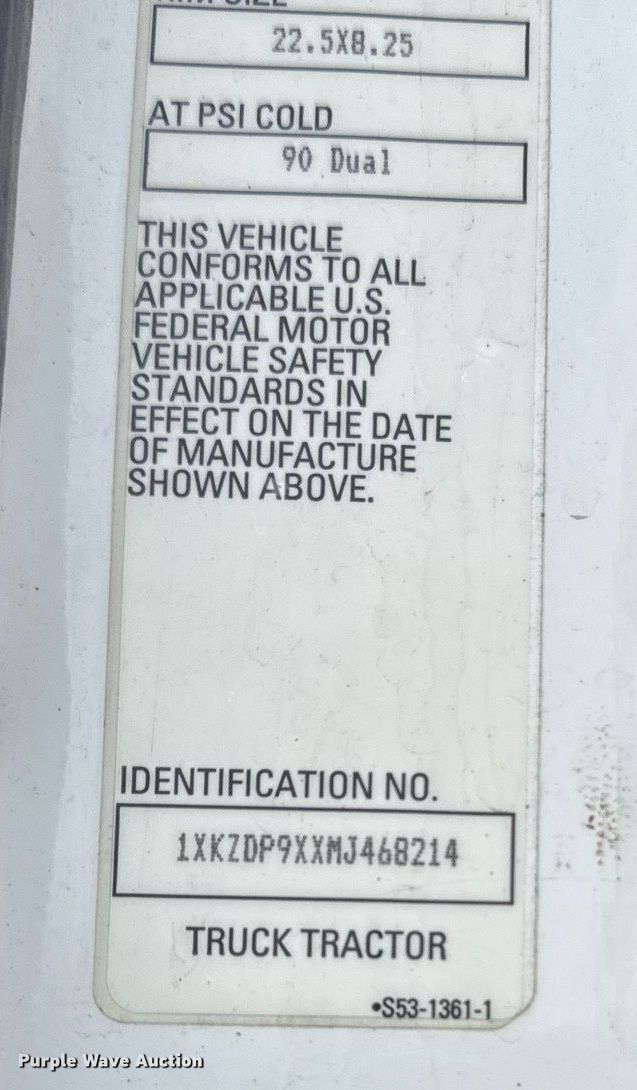 RIM SIZE
22.5X8.25
AT PSI COLD
90 Dual
THIS VEHICLE
CONFORMS TO ALL
APPLICABLE U.S.
FEDERAL MOTOR
VEHICLE SAFETY
STANDARDS IN
EFFECT ON THE DATE
OF MANUFACTURE
SHOWN ABOVE.
IDENTIFICATION NO.
1XKZDP9XXMJ468214
TRUCK TRACTOR
•S53-1361-1
Purple Wave Auction